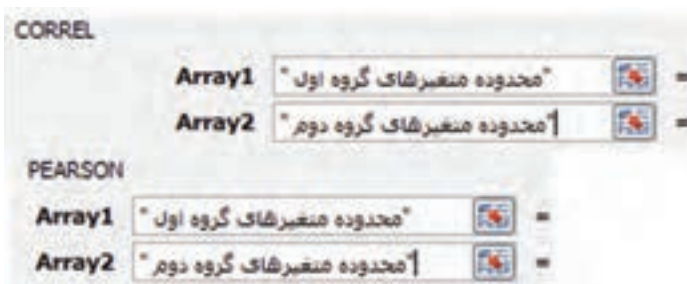 CORREL
Array1 "محدوده متغیرهای گروه اول" =
Array2 "محدوده متغیرهای گروه دوم" =
PEARSON
Array1 "محدوده متغیرهای گروه اول" =
Array2 "محدوده متغیرهای گروه دوم" =